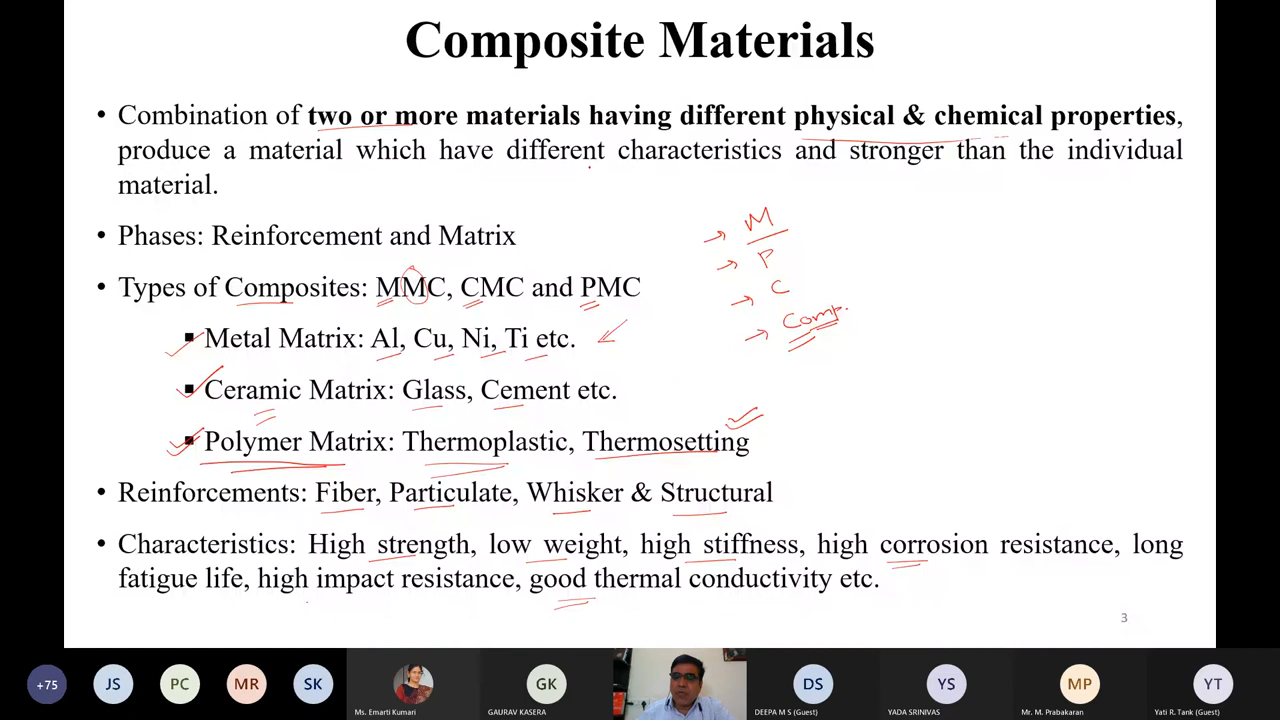 Composite Materials
• Combination of two or more materials having different physical & chemical properties,
produce a material which have different characteristics and stronger than the individual
material.
• Phases: Reinforcement and Matrix
• Types of Composites: MMC, CMC and PMC
▪ Metal Matrix: Al, Cu, Ni, Ti etc.
▪ Ceramic Matrix: Glass, Cement etc.
▪ Polymer Matrix: Thermoplastic, Thermosetting
→ M
→ P
→ C
→ Comp.
• Reinforcements: Fiber, Particulate, Whisker & Structural
• Characteristics: High strength, low weight, high stiffness, high corrosion resistance, long
fatigue life, high impact resistance, good thermal conductivity etc.
3
+75 JS PC MR SK GK DS YS MP YT
Ms. Emarti Kumari GAURAV KASERA DEEPA M S (Guest) YADA SRINIVAS Mr. M. Prabakaran Yati R. Tank (Guest)